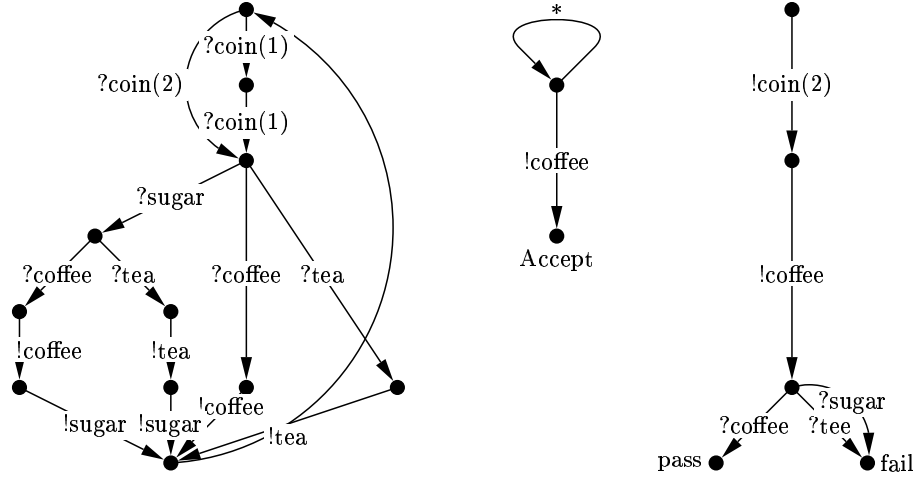 *
?coin(1)
?coin(2)
!coin(2)
?coin(1)
!coffee
?sugar
Accept
?coffee
?tea
?coffee
?tea
!coffee
!coffee
!tea
?sugar
!coffee
!sugar
!sugar
?coffee
?tee
!tea
pass
fail